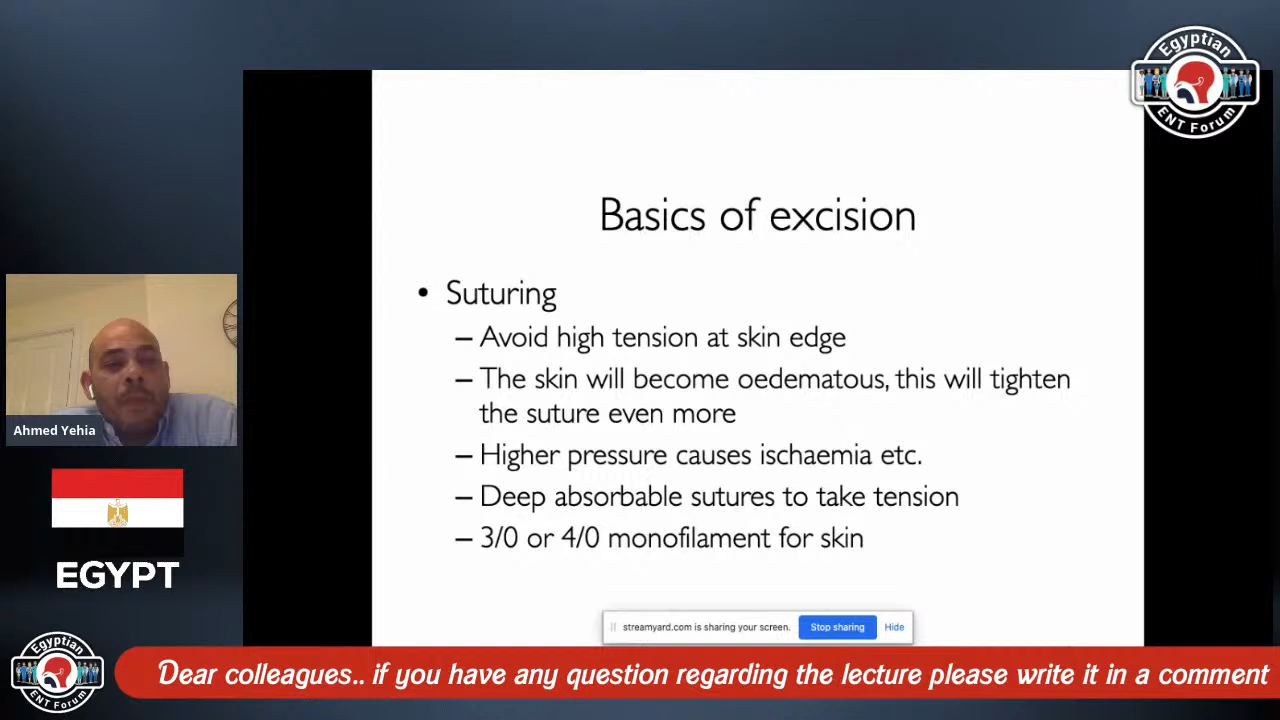 Egyptian
ENT Forum
Basics of excision
• Suturing
– Avoid high tension at skin edge
– The skin will become oedematous, this will tighten
the suture even more
– Higher pressure causes ischaemia etc.
– Deep absorbable sutures to take tension
– 3/0 or 4/0 monofilament for skin
Ahmed Yehia
EGYPT
streamyard.com is sharing your screen. Stop sharing Hide
Egyptian
ENT Forum
Dear colleagues.. if you have any question regarding the lecture please write it in a comment